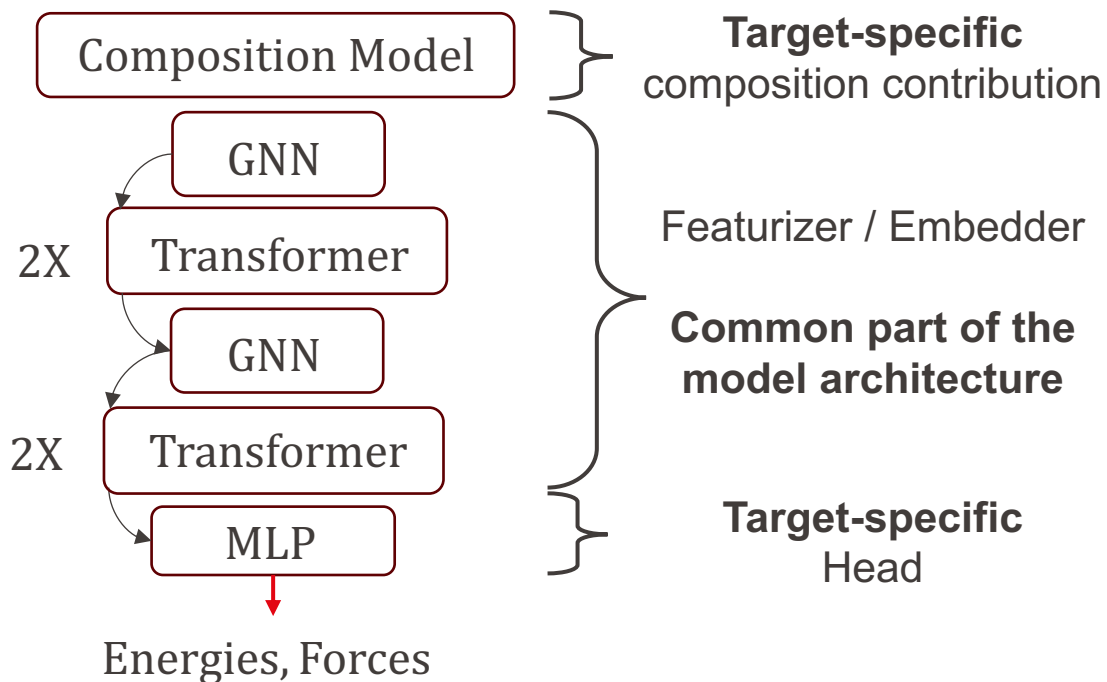 Composition Model
Target-specific
composition contribution
GNN
2X
Transformer
GNN
2X
Transformer
Featurizer / Embedder
Common part of the
model architecture
MLP
Target-specific
Head
Energies, Forces